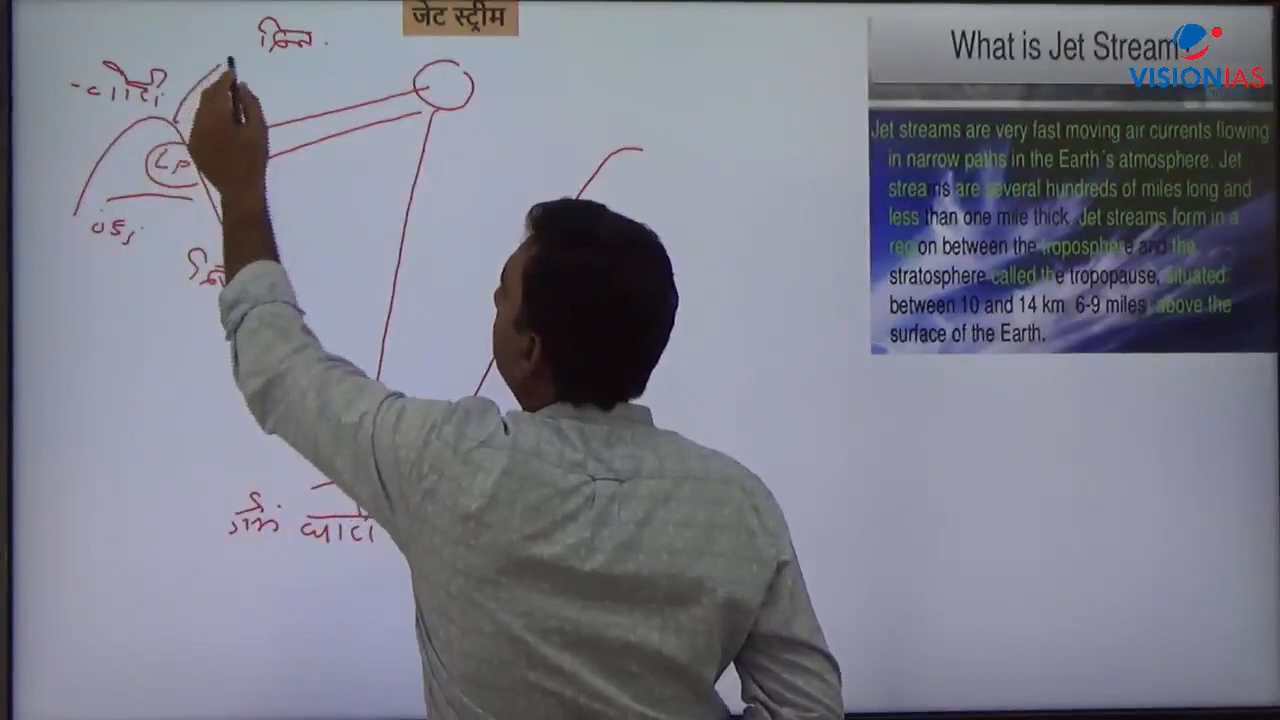 जेट स्ट्रीम
What is Jet Stream
VISIONIAS
Jet streams are very fast moving air currents flowing
in narrow paths in the Earth's atmosphere. Jet
streams are several hundreds of miles long and
less than one mile thick. Jet streams form in a
region between the troposphere and the
stratosphere called the tropopause, situated
between 10 and 14 km 6-9 miles above the
surface of the Earth.
LP
धारा